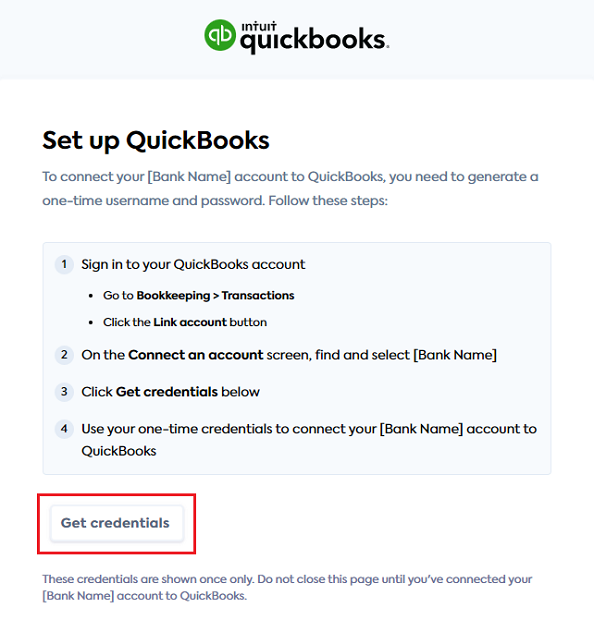 intuit
qb quickbooks.
Set up QuickBooks
To connect your [Bank Name] account to QuickBooks, you need to generate a
one-time username and password. Follow these steps:
1 Sign in to your QuickBooks account
• Go to Bookkeeping > Transactions
• Click the Link account button
2 On the Connect an account screen, find and select [Bank Name]
3 Click Get credentials below
4 Use your one-time credentials to connect your [Bank Name] account to
QuickBooks
Get credentials
These credentials are shown once only. Do not close this page until you've connected your
[Bank Name] account to QuickBooks.